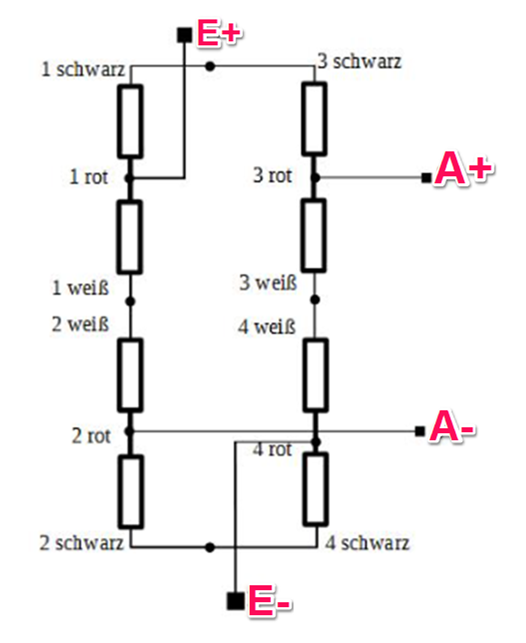 E+
1 schwarz
3 schwarz
1 rot
3 rot
A+
1 weiß
3 weiß
2 weiß
4 weiß
2 rot
A-
4 rot
2 schwarz
4 schwarz
E-